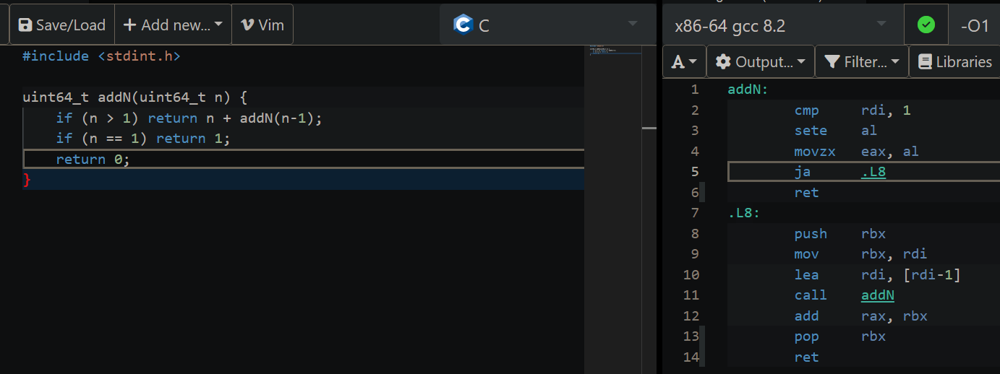 Save/Load + Add new... Vim C
#include <stdint.h>
uint64_t addN(uint64_t n) {
    if (n > 1) return n + addN(n-1);
    if (n == 1) return 1;
    return 0;
}
x86-64 gcc 8.2 -O1
A Output... Filter... Libraries
1 addN:
2 cmp rdi, 1
3 sete al
4 movzx eax, al
5 ja .L8
6 ret
7 .L8:
8 push rbx
9 mov rbx, rdi
10 lea rdi, [rdi-1]
11 call addN
12 add rax, rbx
13 pop rbx
14 ret